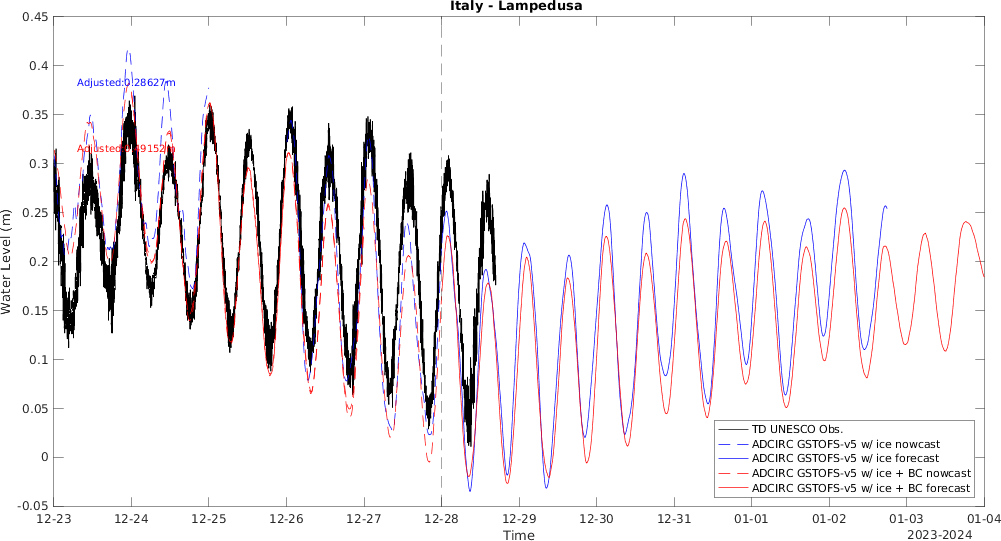 Italy - Lampedusa
0.45
0.4
0.35
0.3
0.25
0.2
0.15
0.1
0.05
0
-0.05
Water Level (m)
Adjusted:0.28627m
TD UNESCO Obs.
ADCIRC GSTOFS-v5 w/ ice nowcast
ADCIRC GSTOFS-v5 w/ ice forecast
ADCIRC GSTOFS-v5 w/ ice + BC nowcast
ADCIRC GSTOFS-v5 w/ ice + BC forecast
12-23 12-24 12-25 12-26 12-27 12-28 12-29 12-30 12-31 01-01 01-02 01-03 01-04
Time
2023-2024